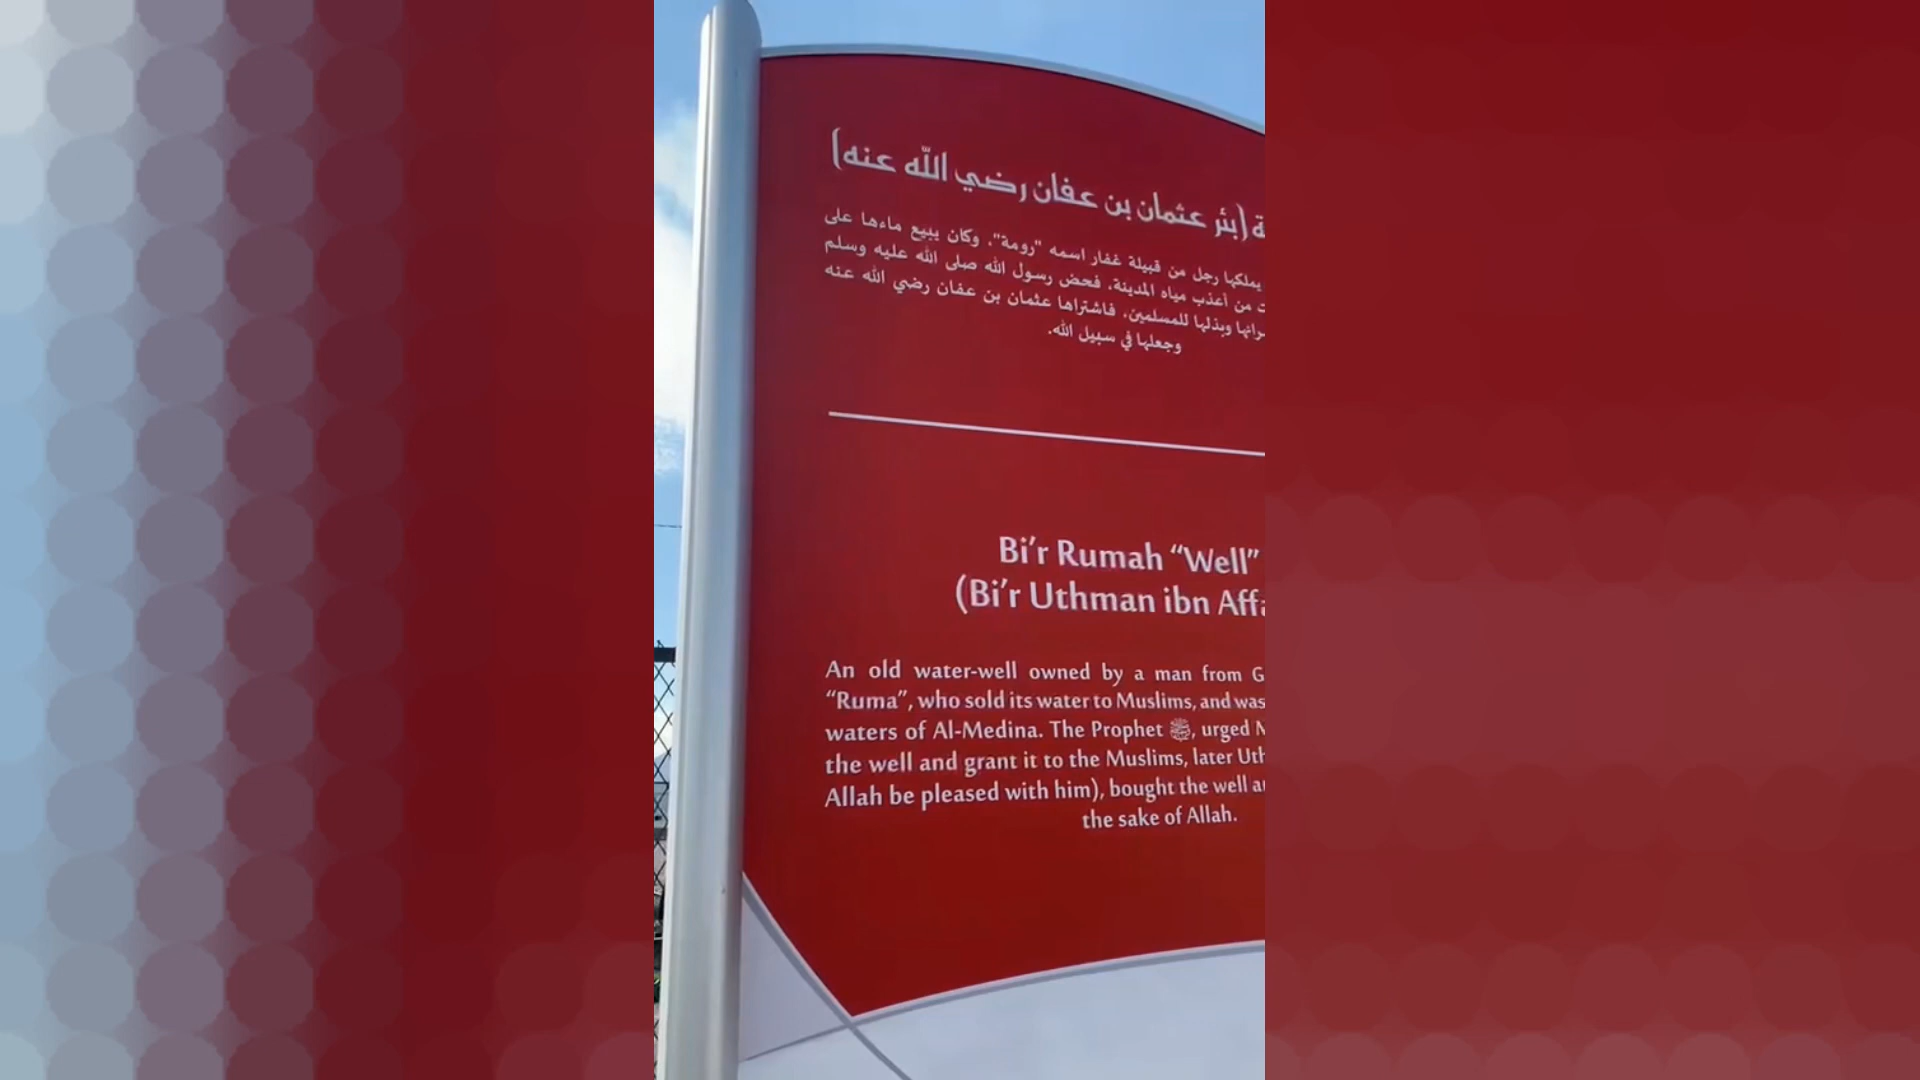 (بئر عثمان بن عفان رضي الله عنه)
يملكها رجل من قبيلة غفار اسمه "رومة"، وكان يبيع ماءها على
من أعذب مياه المدينة، فحض رسول الله صلى الله عليه وسلم
وبذلها للمسلمين، فاشتراها عثمان بن عفان رضي الله عنه
وجعلها في سبيل الله.
Bi’r Rumah “Well”
(Bi’r Uthman ibn
An old water-well owned by a man from
“Ruma”, who sold its water to Muslims, and was
waters of Al-Medina. The Prophet ﷺ, urged
the well and grant it to the Muslims, later
Allah be pleased with him), bought the well
the sake of Allah.